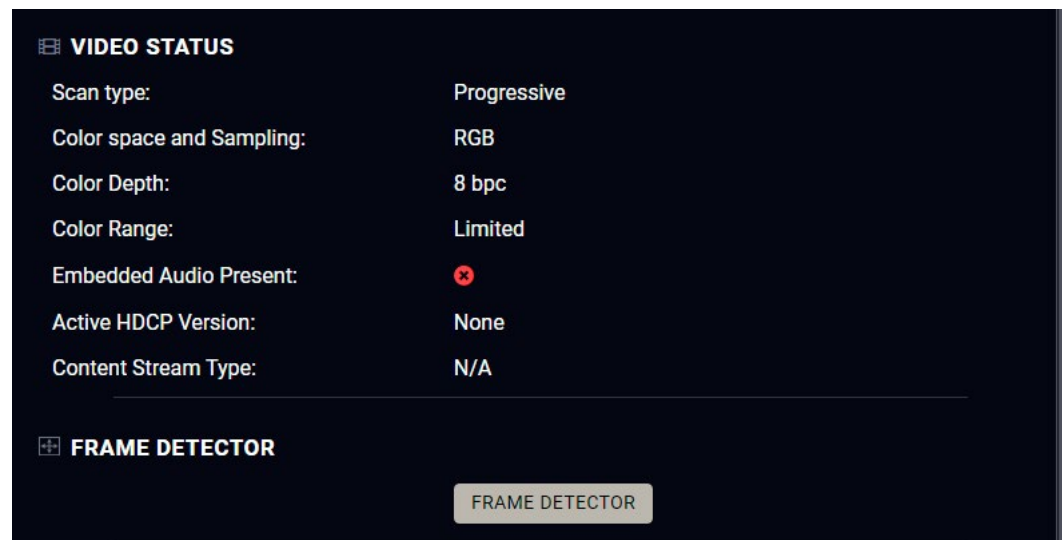 VIDEO STATUS
Scan type: Progressive
Color space and Sampling: RGB
Color Depth: 8 bpc
Color Range: Limited
Embedded Audio Present:
Active HDCP Version: None
Content Stream Type: N/A
FRAME DETECTOR
FRAME DETECTOR